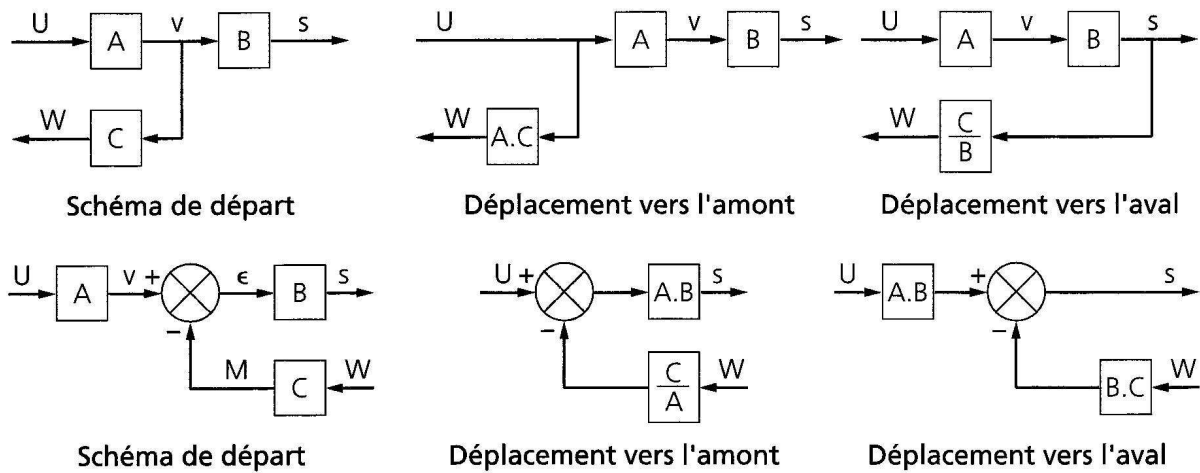 U A v B s
W C
Schéma de départ
U A v B s
W A.C
Déplacement vers l'amont
U A v B s
W C/B
Déplacement vers l'aval
U A v + ϵ B s
− M C W
Schéma de départ
U + A.B s
− C/A W
Déplacement vers l'amont
U A.B + s
− B.C W
Déplacement vers l'aval